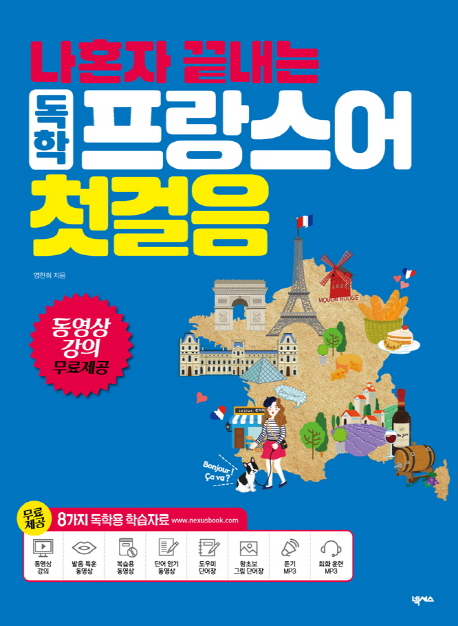 나혼자 끝내는
독학
프랑스어
첫걸음
염찬희 지음
동영상
강의
무료제공
MOULIN ROUGE
Bonjour!
Ça va?
무료
제공
8가지 독학용 학습자료 www.nexusbook.com
동영상
강의
발음 특훈
동영상
복습용
동영상
단어 암기
동영상
도우미
단어장
왕초보
그림 단어장
듣기
MP3
회화 훈련
MP3
넥서스